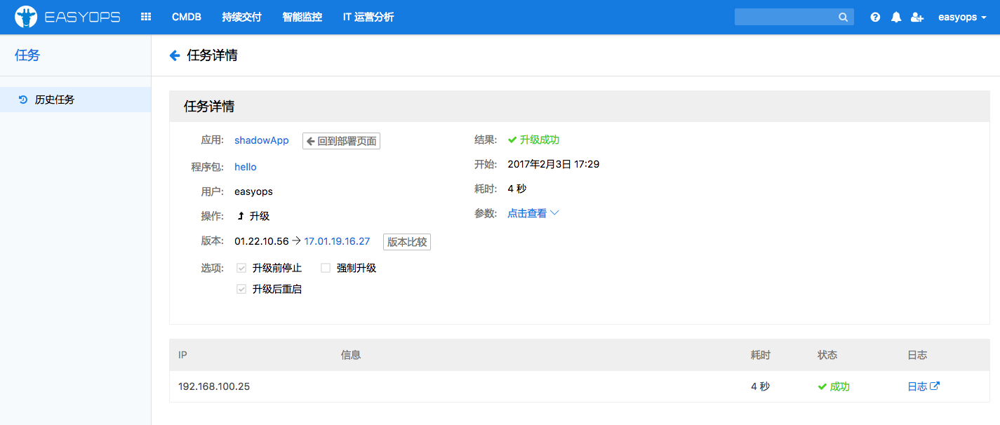 EASYOPS CMDB 持续交付 智能监控 IT 运营分析 easyops
任务 任务详情
历史任务
任务详情
应用: shadowApp 回到部署页面 结果: 升级成功
程序包: hello 开始: 2017年2月3日 17:29
用户: easyops 耗时: 4 秒
操作: 升级 参数: 点击查看
版本: 01.22.10.56 → 17.01.19.16.27 版本比较
选项: 升级前停止 强制升级
升级后重启
IP 信息 耗时 状态 日志
192.168.100.25 4 秒 成功 日志